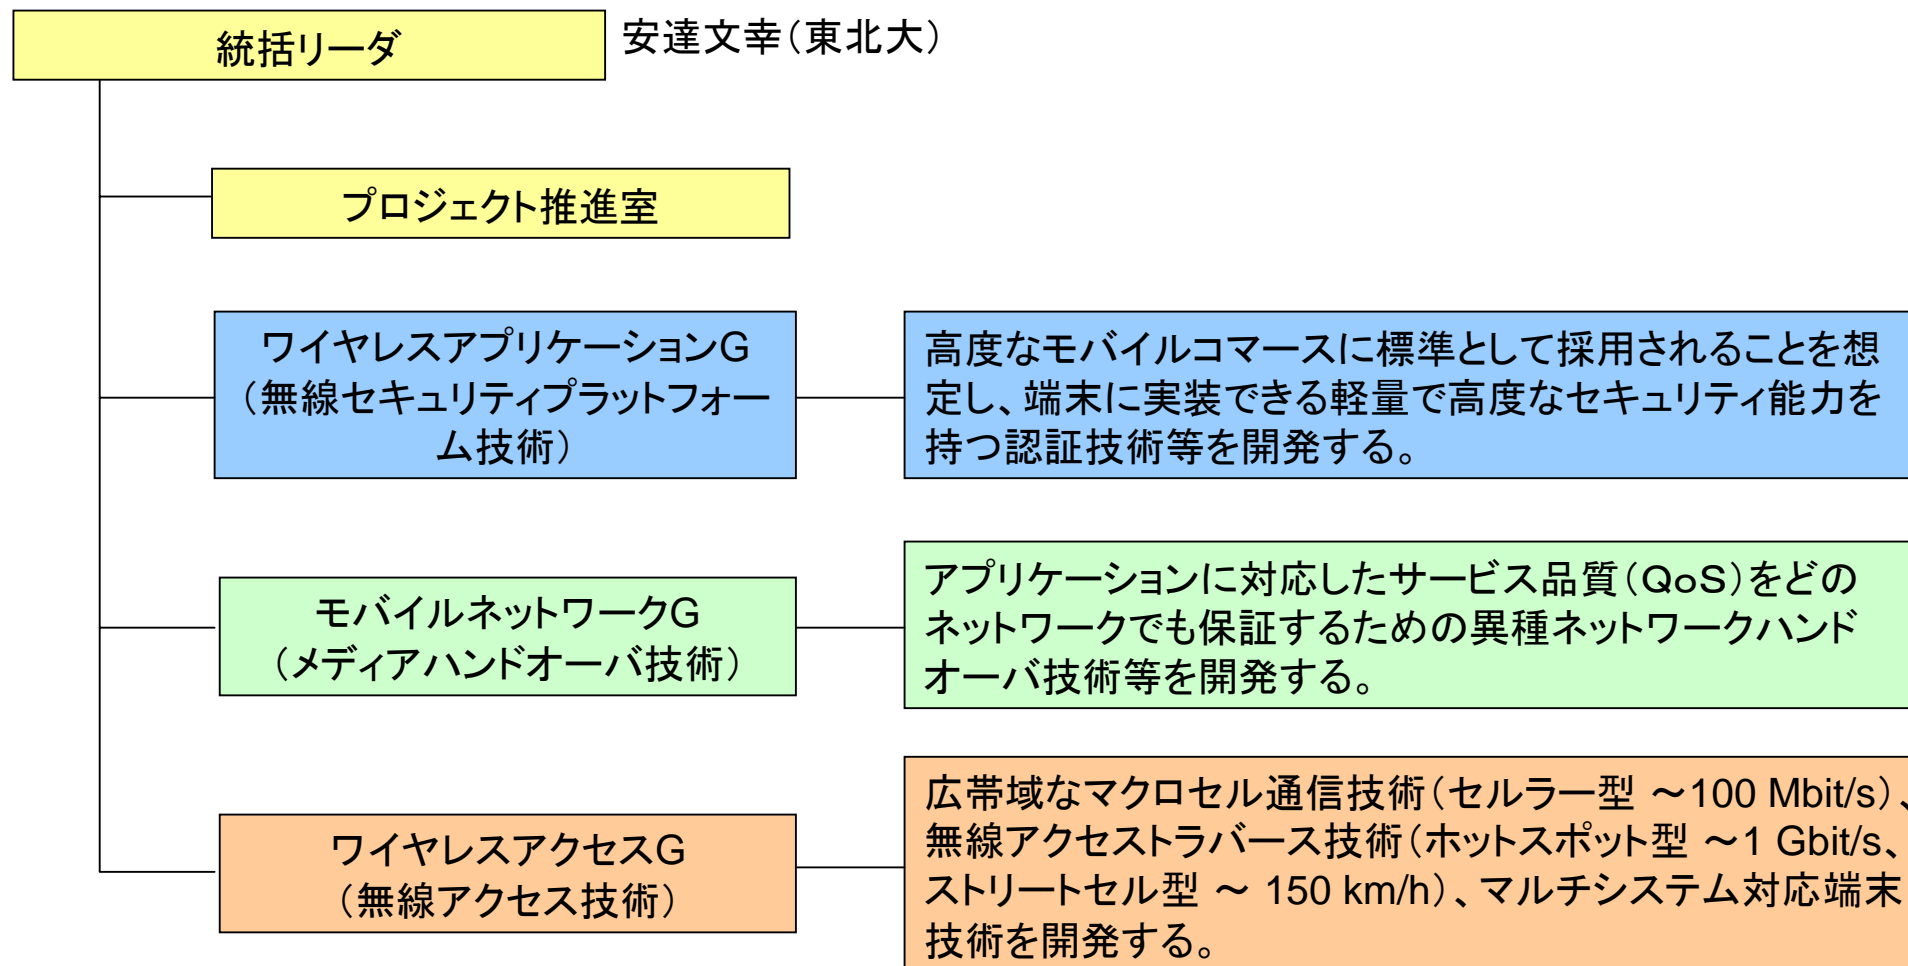 統括リーダ
安達文幸（東北大）
プロジェクト推進室
ワイヤレスアプリケーションG
（無線セキュリティプラットフォー
ム技術）
高度なモバイルコマースに標準として採用されることを想
定し、端末に実装できる軽量で高度なセキュリティ能力を
持つ認証技術等を開発する。
モバイルネットワークG
（メディアハンドオーバ技術）
アプリケーションに対応したサービス品質（QoS）をどの
ネットワークでも保証するための異種ネットワークハンド
オーバ技術等を開発する。
ワイヤレスアクセスG
（無線アクセス技術）
広帯域なマクロセル通信技術（セルラー型 ～100 Mbit/s）、
無線アクセストラバース技術（ホットスポット型 ～1 Gbit/s、
ストリートセル型 ～ 150 km/h）、マルチシステム対応端末
技術を開発する。